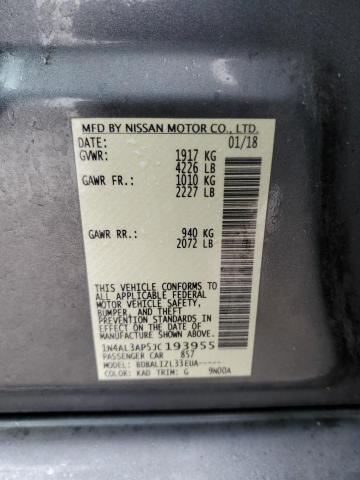 MFD BY NISSAN MOTOR CO., LTD.
DATE: 01/18
GVWR: 1917 KG
4226 LB
GAWR FR.: 1010 KG
2227 LB
GAWR RR.: 940 KG
2072 LB
THIS VEHICLE CONFORMS TO
ALL APPLICABLE FEDERAL
MOTOR VEHICLE SAFETY,
BUMPER, AND THEFT
PREVENTION STANDARDS IN
EFFECT ON THE DATE OF
MANUFACTURE SHOWN ABOVE.
1N4AL3AP5JC193955
PASSENGER CAR 857
MODEL: BDBALIZL33EUA-----
COLOR: KAD TRIM: G 9N00A